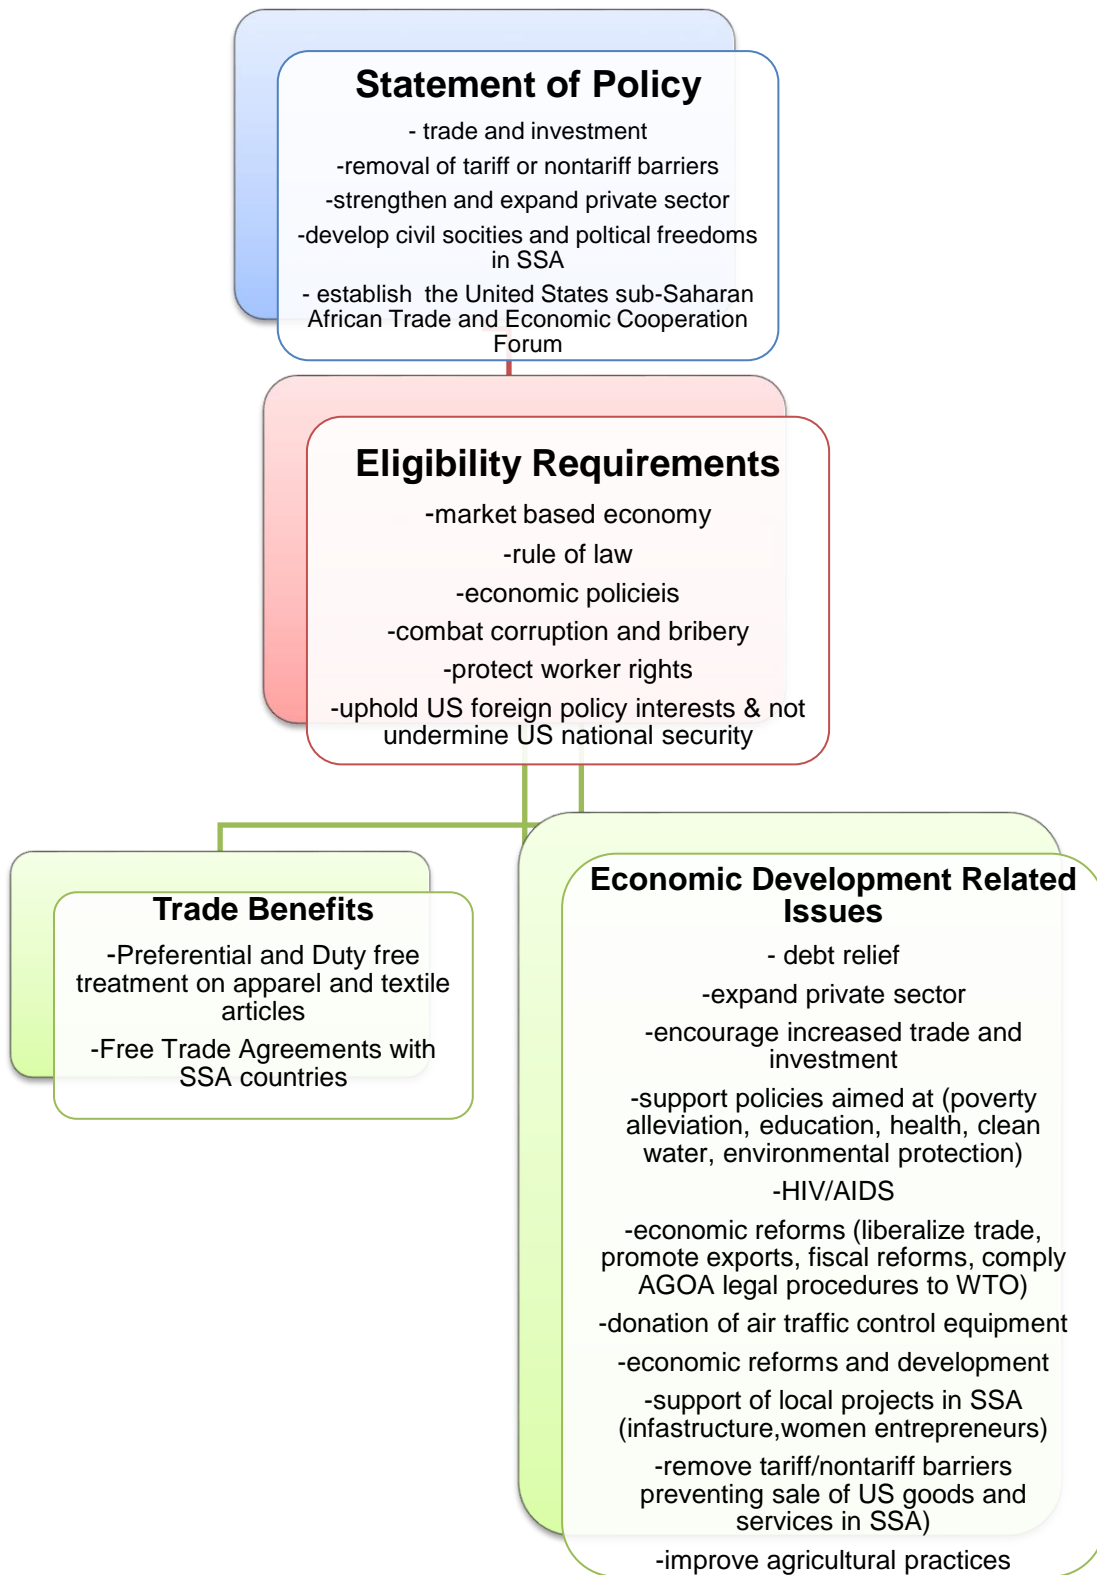 Statement of Policy
- trade and investment
-removal of tariff or nontariff barriers
-strengthen and expand private sector
-develop civil socities and poltical freedoms
in SSA
- establish the United States sub-Saharan
African Trade and Economic Cooperation
Forum
Eligibility Requirements
-market based economy
-rule of law
-economic policieis
-combat corruption and bribery
-protect worker rights
-uphold US foreign policy interests & not
undermine US national security
Trade Benefits
-Preferential and Duty free
treatment on apparel and textile
articles
-Free Trade Agreements with
SSA countries
Economic Development Related
Issues
- debt relief
-expand private sector
-encourage increased trade and
investment
-support policies aimed at (poverty
alleviation, education, health, clean
water, environmental protection)
-HIV/AIDS
-economic reforms (liberalize trade,
promote exports, fiscal reforms, comply
AGOA legal procedures to WTO)
-donation of air traffic control equipment
-economic reforms and development
-support of local projects in SSA
(infastructure,women entrepreneurs)
-remove tariff/nontariff barriers
preventing sale of US goods and
services in SSA)
-improve agricultural practices